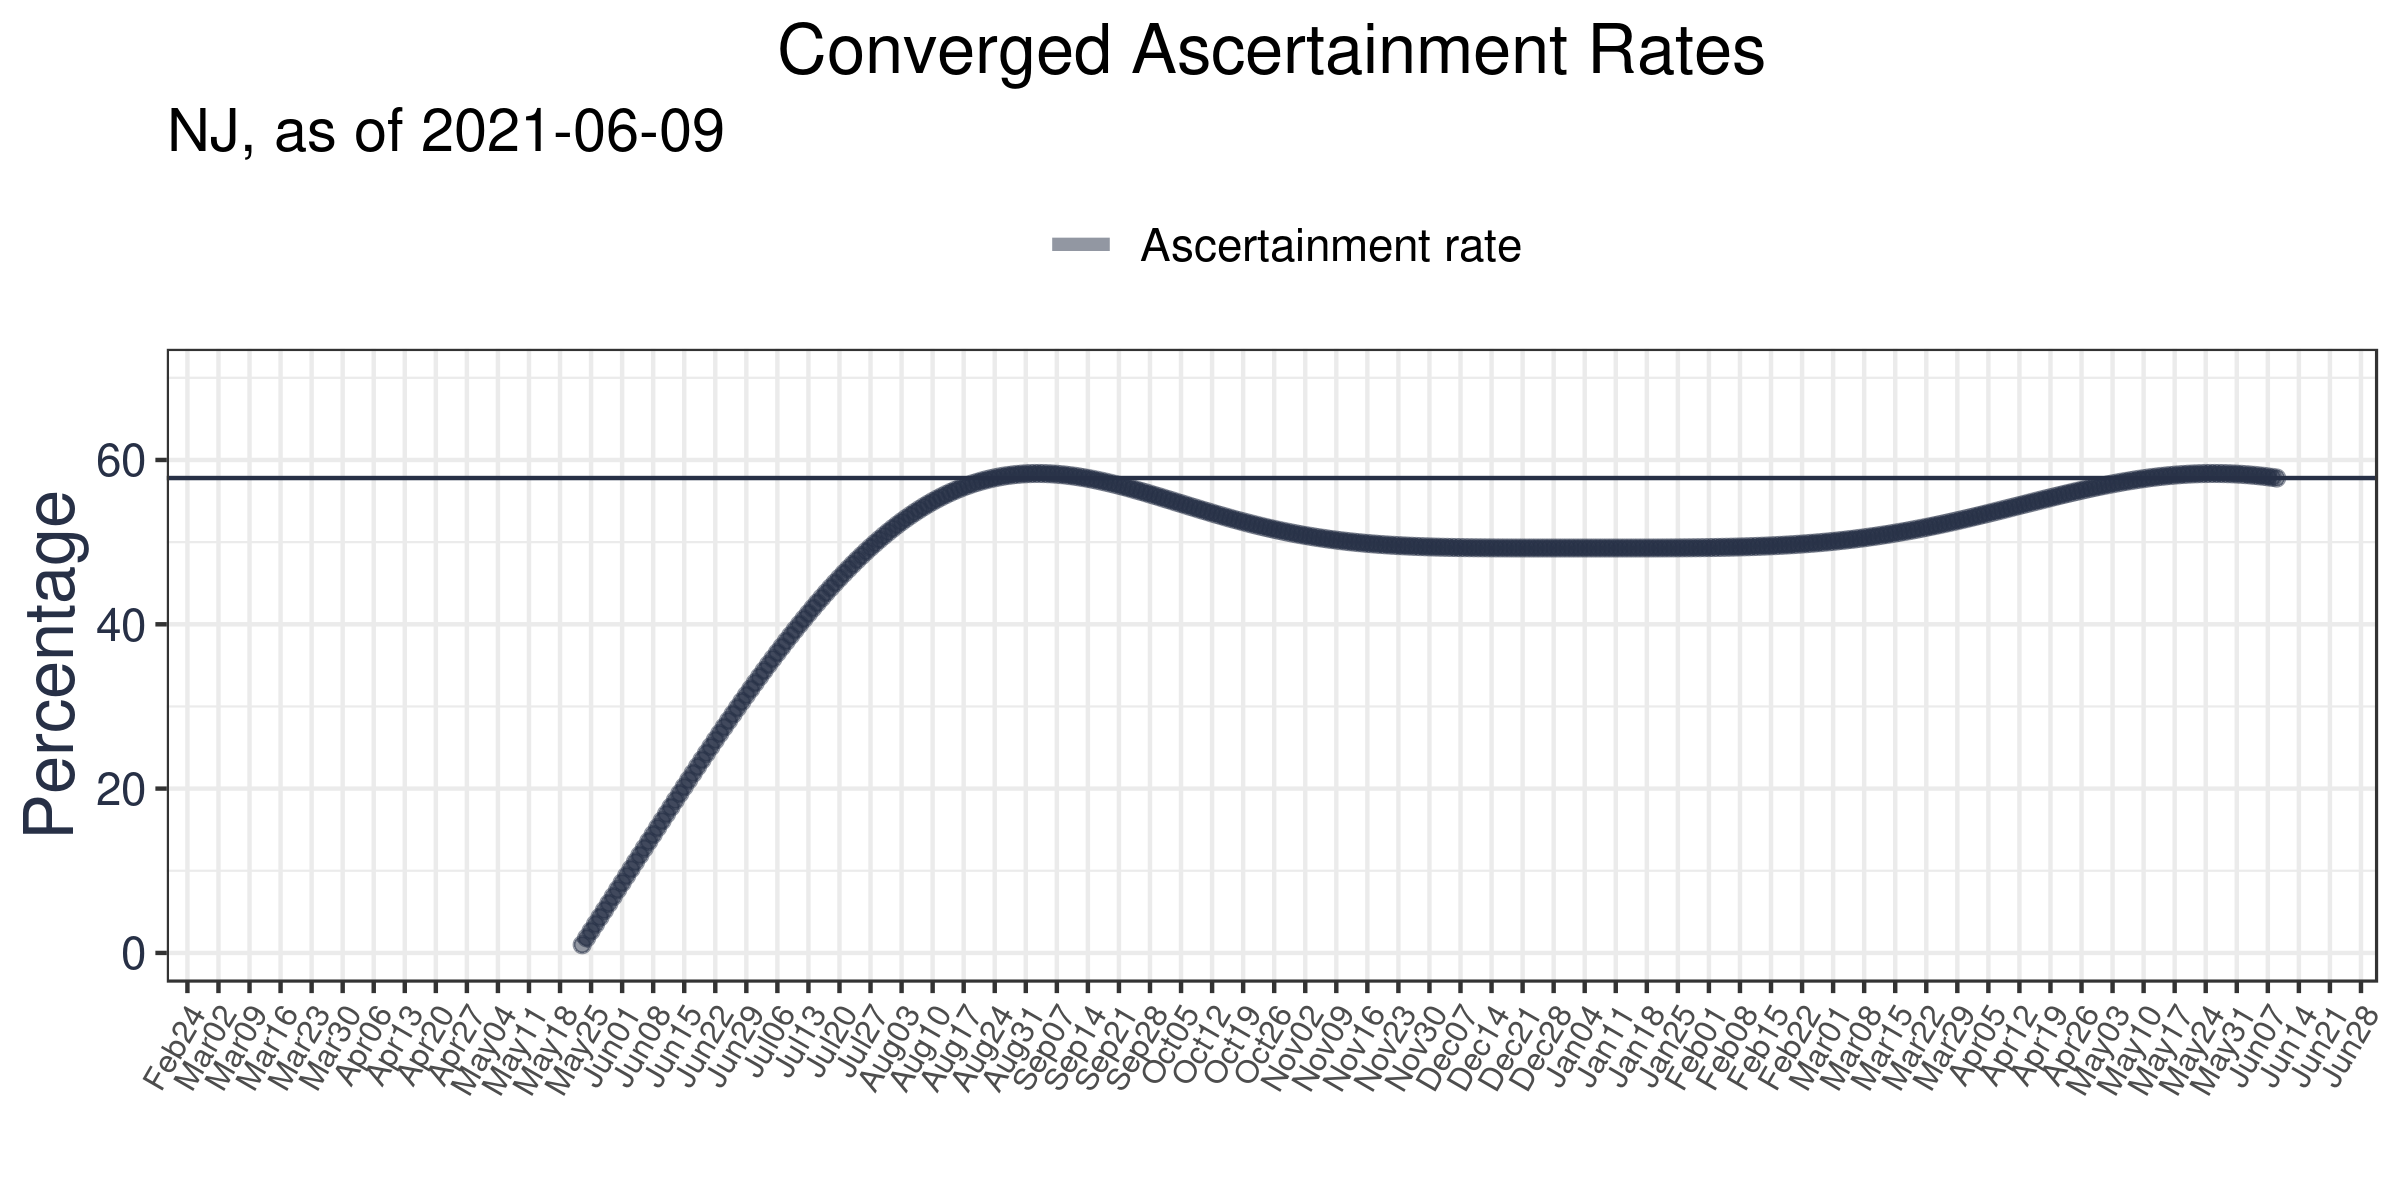 Converged Ascertainment Rates
NJ, as of 2021-06-09
Ascertainment rate
Percentage
60
40
20
0
Feb24
Mar02
Mar09
Mar16
Mar23
Mar30
Apr06
Apr13
Apr20
Apr27
May04
May11
May18
May25
Jun01
Jun08
Jun15
Jun22
Jun29
Jul06
Jul13
Jul20
Jul27
Aug03
Aug10
Aug17
Aug24
Aug31
Sep07
Sep14
Sep21
Sep28
Oct05
Oct12
Oct19
Oct26
Nov02
Nov09
Nov16
Nov23
Nov30
Dec07
Dec14
Dec21
Dec28
Jan04
Jan11
Jan18
Jan25
Feb01
Feb08
Feb15
Feb22
Mar01
Mar08
Mar15
Mar22
Mar29
Apr05
Apr12
Apr19
Apr26
May03
May10
May17
May24
May31
Jun07
Jun14
Jun21
Jun28